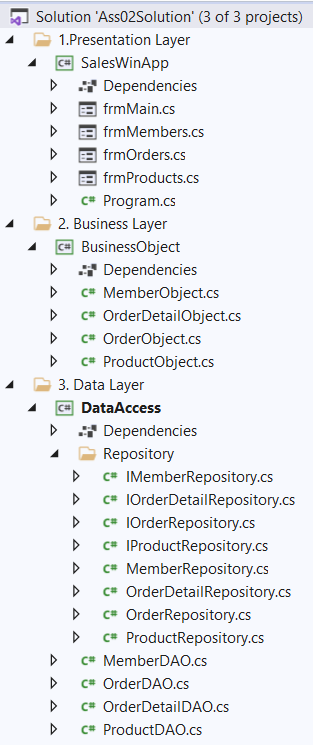 Solution 'Ass02Solution' (3 of 3 projects)
1.Presentation Layer
C# SalesWinApp
Dependencies
frmMain.cs
frmMembers.cs
frmOrders.cs
frmProducts.cs
C# Program.cs
2. Business Layer
C# BusinessObject
Dependencies
C# MemberObject.cs
C# OrderDetailObject.cs
C# OrderObject.cs
C# ProductObject.cs
3. Data Layer
C# DataAccess
Dependencies
Repository
C# IMemberRepository.cs
C# IOrderDetailRepository.cs
C# IOrderRepository.cs
C# IProductRepository.cs
C# MemberRepository.cs
C# OrderDetailRepository.cs
C# OrderRepository.cs
C# ProductRepository.cs
C# MemberDAO.cs
C# OrderDAO.cs
C# OrderDetailDAO.cs
C# ProductDAO.cs